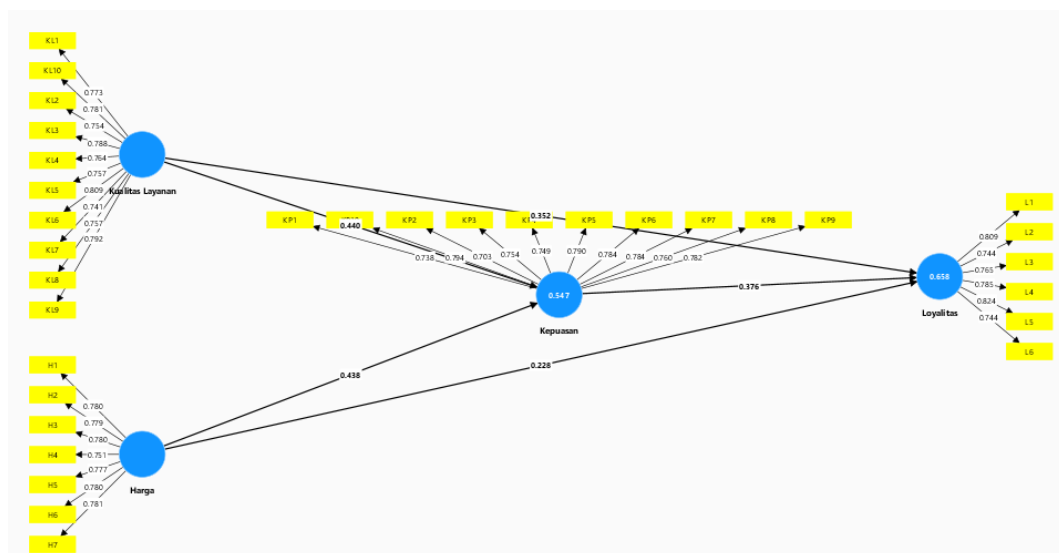 KL1
KL10
KL2
KL3
KL4
KL5
KL6
KL7
KL8
KL9
0.773
0.781
0.754
0.788
0.764
0.757
0.809
0.741
0.757
0.792
Kualitas Layanan
H1
H2
H3
H4
H5
H6
H7
0.780
0.779
0.780
0.751
0.777
0.780
0.781
Harga
0.440
0.438
0.352
0.376
0.228
KP1
KP2
KP3
KP5
KP6
KP7
KP8
KP9
0.738
0.794
0.703
0.754
0.749
0.790
0.784
0.784
0.760
0.782
0.547
Kepuasan
0.658
Loyalitas
0.809
0.744
0.765
0.785
0.824
0.744
L1
L2
L3
L4
L5
L6